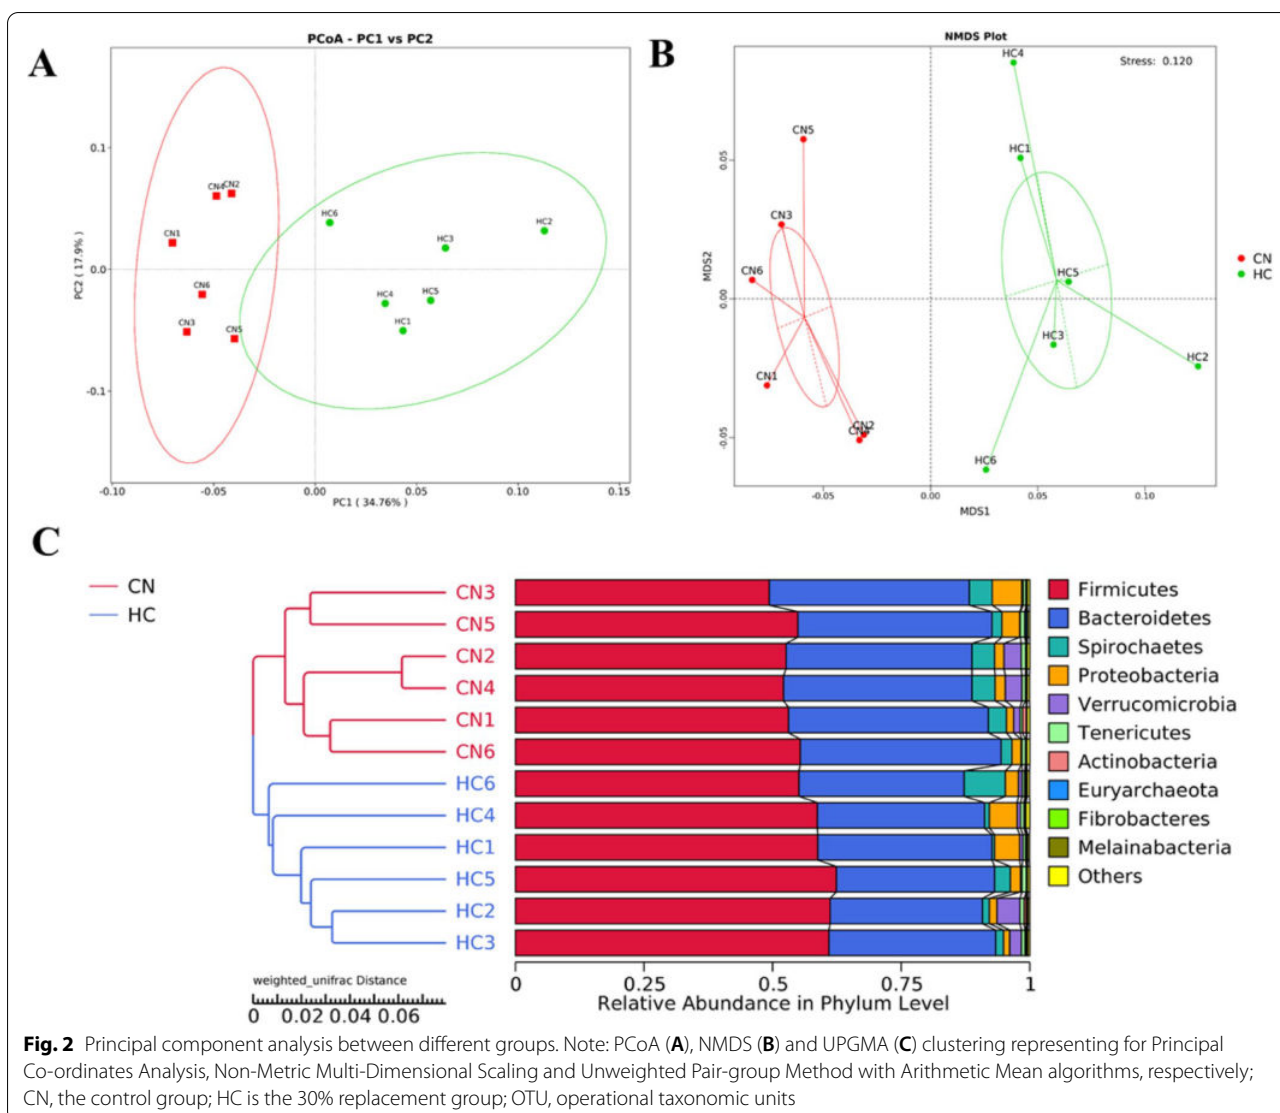 A
PCoA - PC1 vs PC2
PC2 ( 17.9% )
0.1
0.0
-0.1
CN4
CN2
CN1
CN6
CN3
CN5
HC6
HC2
HC3
HC4
HC5
HC1
-0.10
-0.05
0.00
0.05
0.10
0.15
PC1 ( 34.76% )
B
NMDS Plot
Stress: 0.120
MDS2
0.05
0.00
-0.05
HC4
CN5
HC1
CN3
CN6
HC5
HC3
HC2
CN1
CN2
CN4
HC6
-0.05
0.00
0.05
0.10
MDS1
CN
HC
C
CN
HC
CN3
CN5
CN2
CN4
CN1
CN6
HC6
HC4
HC1
HC5
HC2
HC3
weighted_unifrac Distance
0 0.02 0.04 0.06
0 0.25 0.5 0.75 1
Relative Abundance in Phylum Level
Firmicutes
Bacteroidetes
Spirochaetes
Proteobacteria
Verrucomicrobia
Tenericutes
Actinobacteria
Euryarchaeota
Fibrobacteres
Melainabacteria
Others
Fig. 2 Principal component analysis between different groups. Note: PCoA (A), NMDS (B) and UPGMA (C) clustering representing for Principal
Co-ordinates Analysis, Non-Metric Multi-Dimensional Scaling and Unweighted Pair-group Method with Arithmetic Mean algorithms, respectively;
CN, the control group; HC is the 30% replacement group; OTU, operational taxonomic units